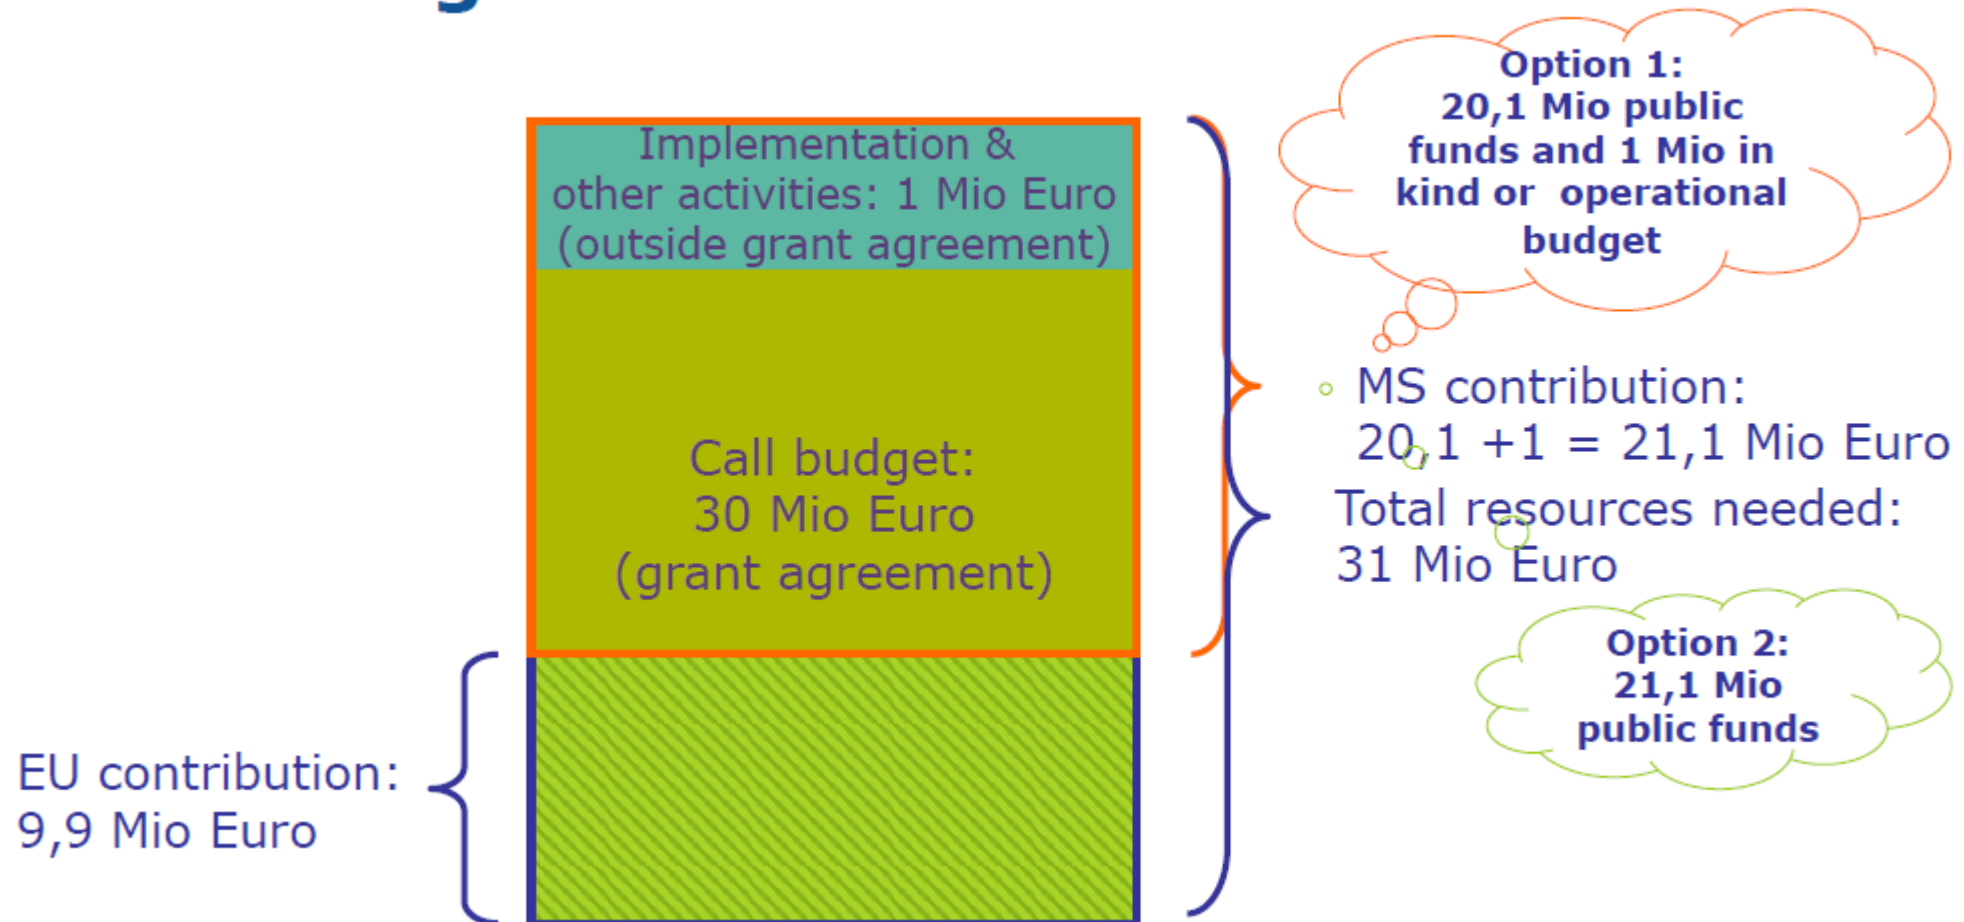 g
Option 1:
20,1 Mio public
funds and 1 Mio in
kind or operational
budget
Implementation &
other activities: 1 Mio Euro
(outside grant agreement)
Call budget:
30 Mio Euro
(grant agreement)
MS contribution:
20,1 +1 = 21,1 Mio Euro
Total resources needed:
31 Mio Euro
Option 2:
21,1 Mio
public funds
EU contribution:
9,9 Mio Euro